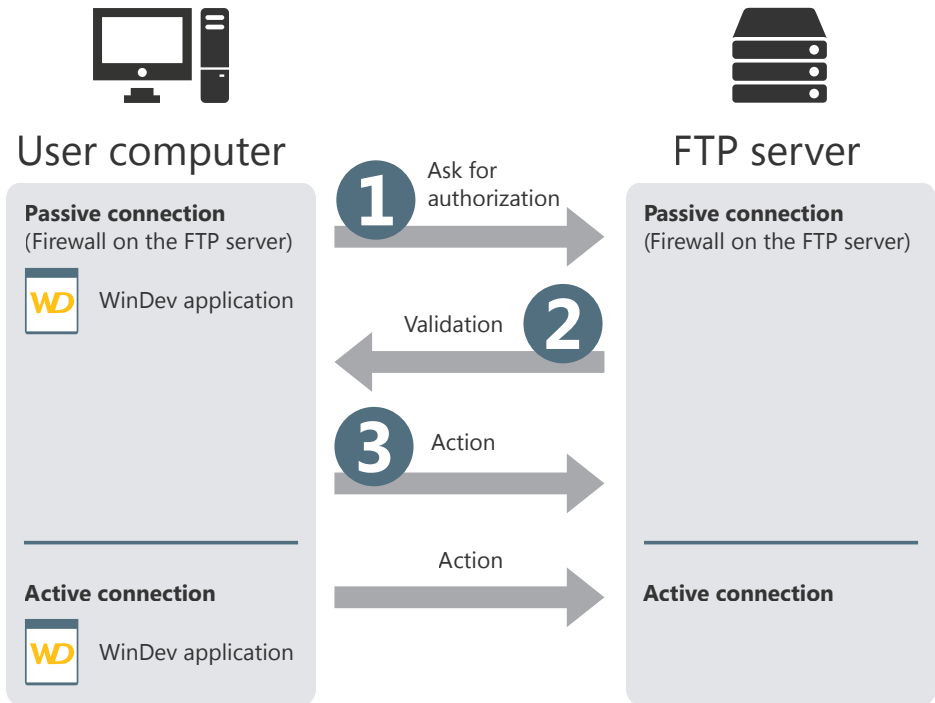 User computer
FTP server
Passive connection
(Firewall on the FTP server)
WD
WinDev application
1
Ask for
authorization
Validation
2
3
Action
Passive connection
(Firewall on the FTP server)
Active connection
WD
WinDev application
Action
Active connection